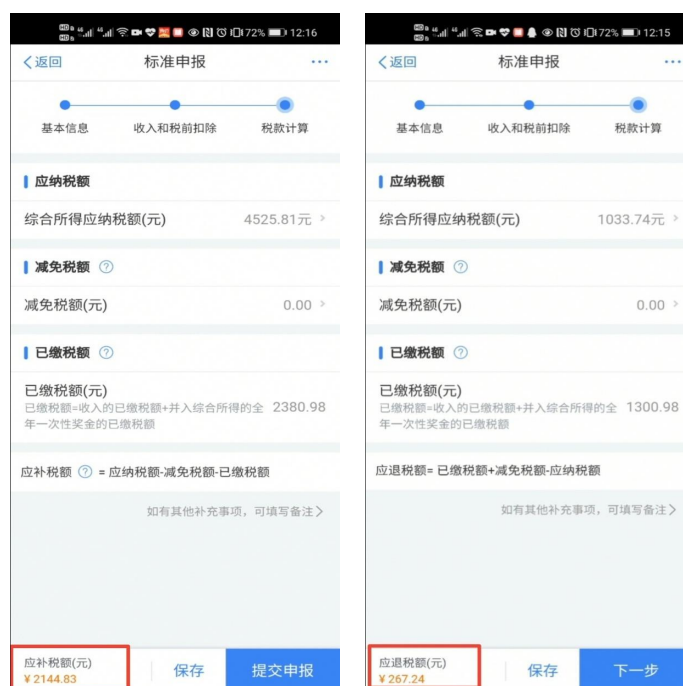 72% 12:16
返回 标准申报 ...
基本信息 收入和税前扣除 税款计算
应纳税额
综合所得应纳税额(元) 4525.81元
减免税额 ?
减免税额(元) 0.00
已缴税额 ?
已缴税额(元)
已缴税额=收入的已缴税额+并入综合所得的全 2380.98
年一次性奖金的已缴税额
应补税额 ? = 应纳税额-减免税额-已缴税额
如有其他补充事项，可填写备注
应补税额(元)
¥2144.83
保存 提交申报
72% 12:15
返回 标准申报 ...
基本信息 收入和税前扣除 税款计算
应纳税额
综合所得应纳税额(元) 1033.74元
减免税额 ?
减免税额(元) 0.00
已缴税额 ?
已缴税额(元)
已缴税额=收入的已缴税额+并入综合所得的全 1300.98
年一次性奖金的已缴税额
应退税额= 已缴税额+减免税额-应纳税额
如有其他补充事项，可填写备注
应退税额(元)
¥267.24
保存 下一步